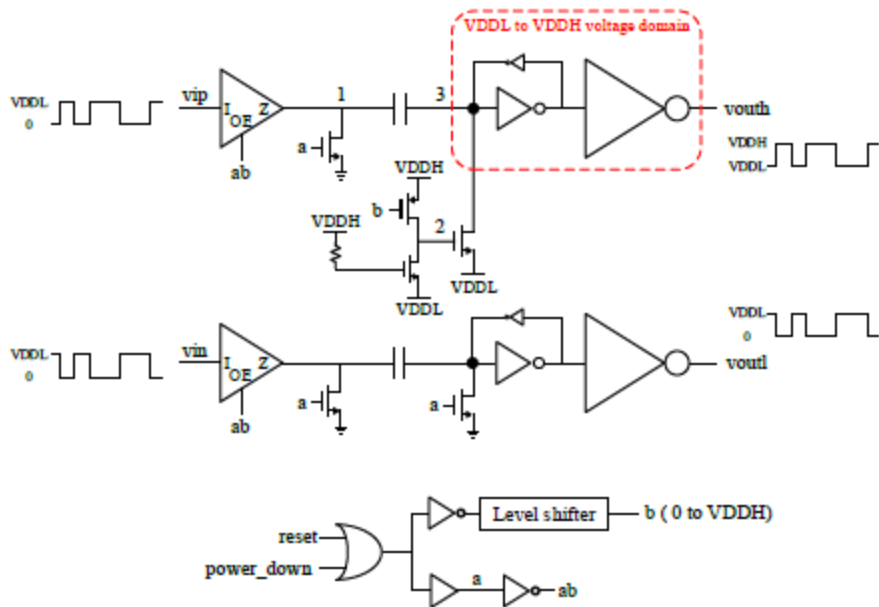 VDDL to VDDH voltage domain
VDDL
0
vip
I
OE
Z
ab
1
a
3
vouth
VDDH
VDDL
VDDH
b
VDDH
2
VDDL
VDDL
VDDL
0
vin
I
OE
Z
ab
a
a
voutl
VDDL
0
reset
power_down
Level shifter
b ( 0 to VDDH)
a
ab